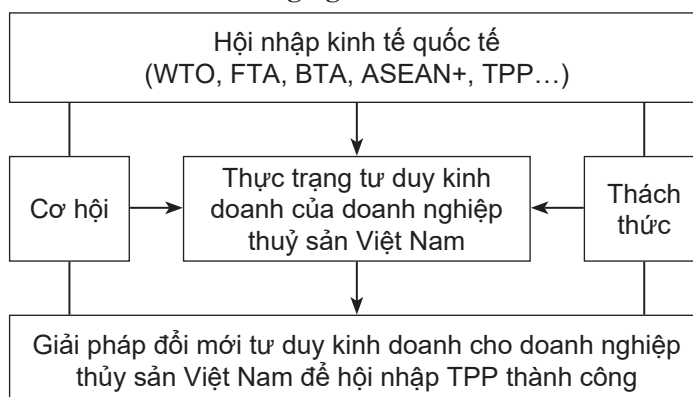 Hội nhập kinh tế quốc tế
(WTO, FTA, BTA, ASEAN+, TPP…)
Cơ hội
Thực trạng tư duy kinh
doanh của doanh nghiệp
thuỷ sản Việt Nam
Thách
thức
Giải pháp đổi mới tư duy kinh doanh cho doanh nghiệp
thủy sản Việt Nam để hội nhập TPP thành công